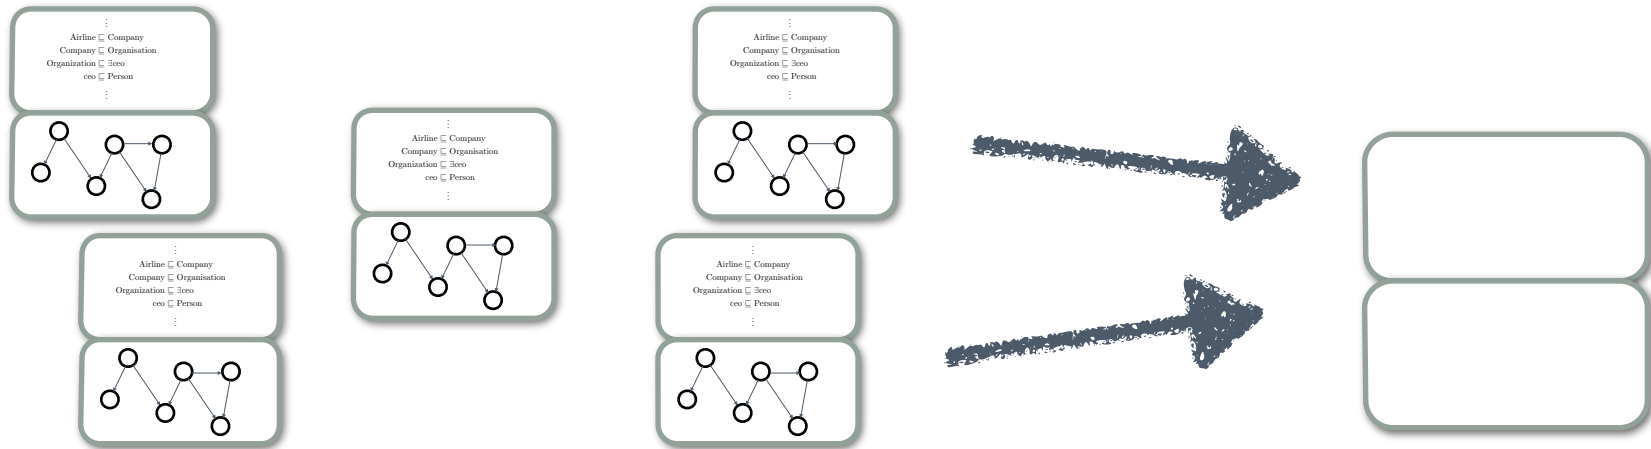 ⋮
Airline ⊑ Company
Company ⊑ Organisation
Organization ⊑ ∃ceo
ceo ⊑ Person
⋮
⋮
Airline ⊑ Company
Company ⊑ Organisation
Organization ⊑ ∃ceo
ceo ⊑ Person
⋮
⋮
Airline ⊑ Company
Company ⊑ Organisation
Organization ⊑ ∃ceo
ceo ⊑ Person
⋮
⋮
Airline ⊑ Company
Company ⊑ Organisation
Organization ⊑ ∃ceo
ceo ⊑ Person
⋮
⋮
Airline ⊑ Company
Company ⊑ Organisation
Organization ⊑ ∃ceo
ceo ⊑ Person
⋮